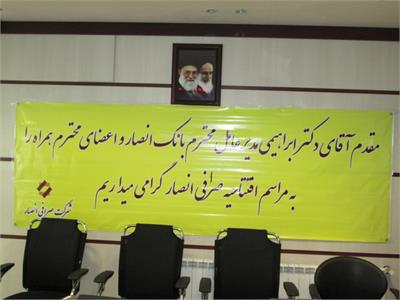 مقدم آقای دکتر ابراهیمی مدیرعامل محترم بانک انصار و اعضای محترم همراه را
به مراسم افتتاحیه صرافی انصار گرامی میداریم
شرکت صرافی انصار